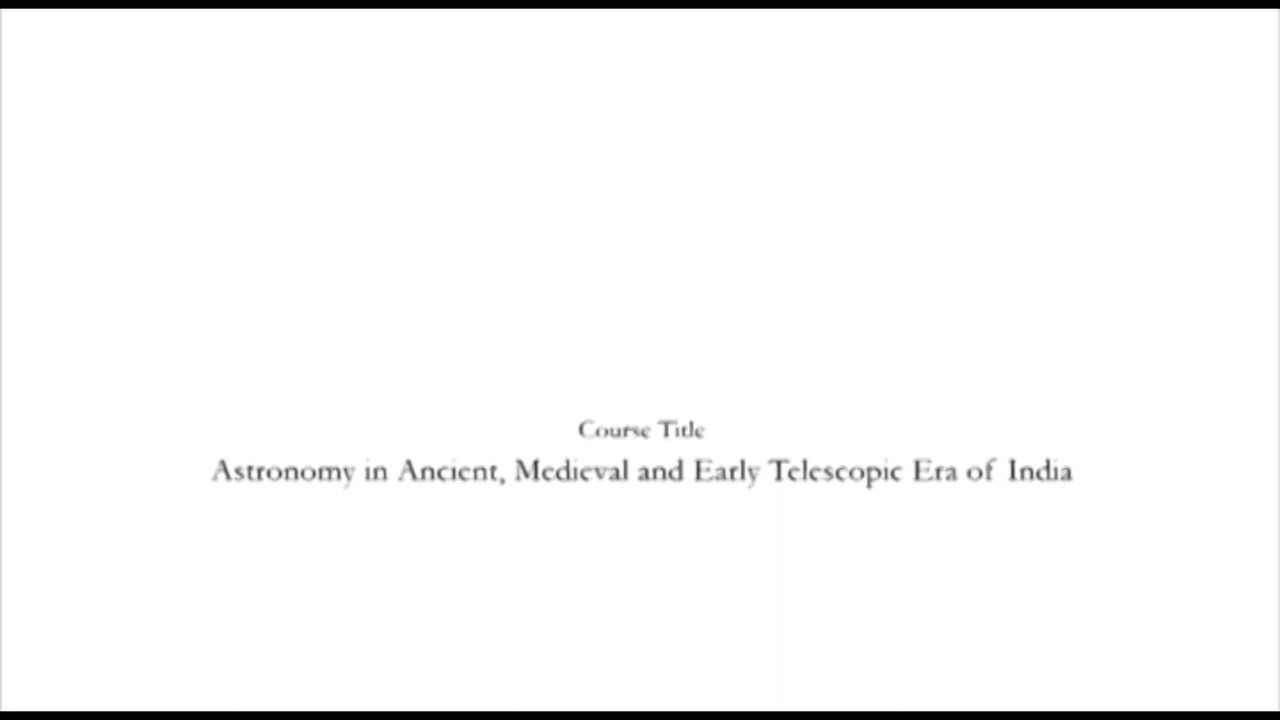 Course Title
Astronomy in Ancient, Medieval and Early Telescopic Era of India